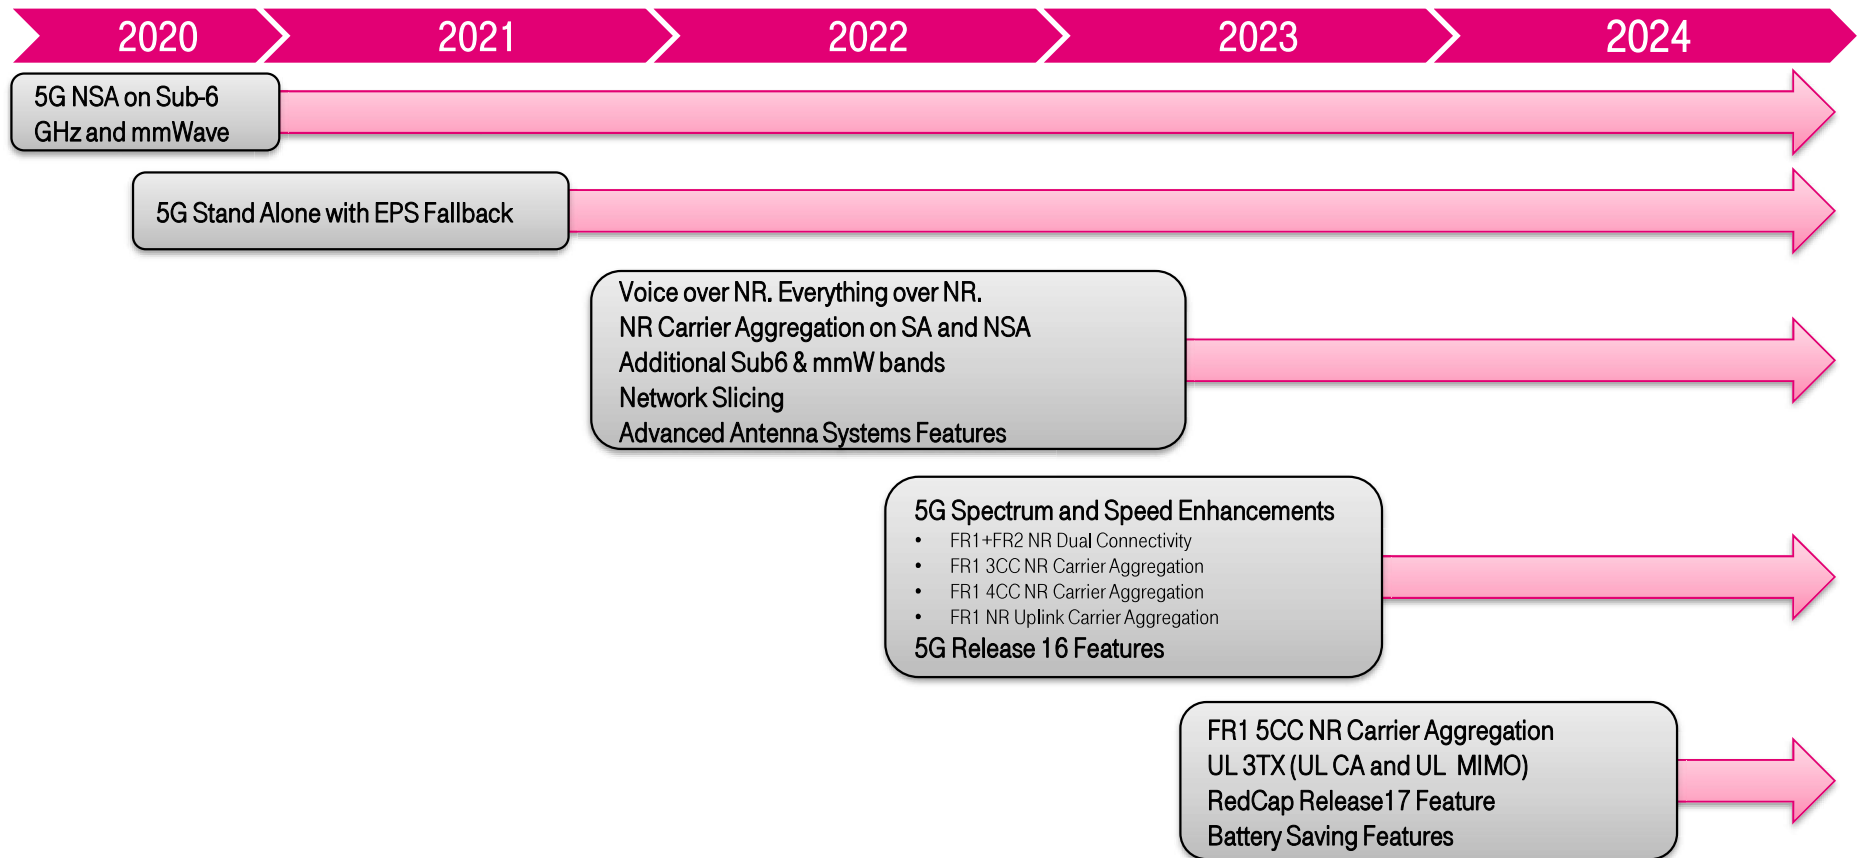 2020
2021
2022
2023
2024
5G NSA on Sub-6
GHz and mmWave
5G Stand Alone with EPS Fallback
Voice over NR. Everything over NR.
NR Carrier Aggregation on SA and NSA
Additional Sub6 & mmW bands
Network Slicing
Advanced Antenna Systems Features
5G Spectrum and Speed Enhancements
• FR1+FR2 NR Dual Connectivity
• FR1 3CC NR Carrier Aggregation
• FR1 4CC NR Carrier Aggregation
• FR1 NR Uplink Carrier Aggregation
5G Release 16 Features
FR1 5CC NR Carrier Aggregation
UL 3TX (UL CA and UL MIMO)
RedCap Release17 Feature
Battery Saving Features